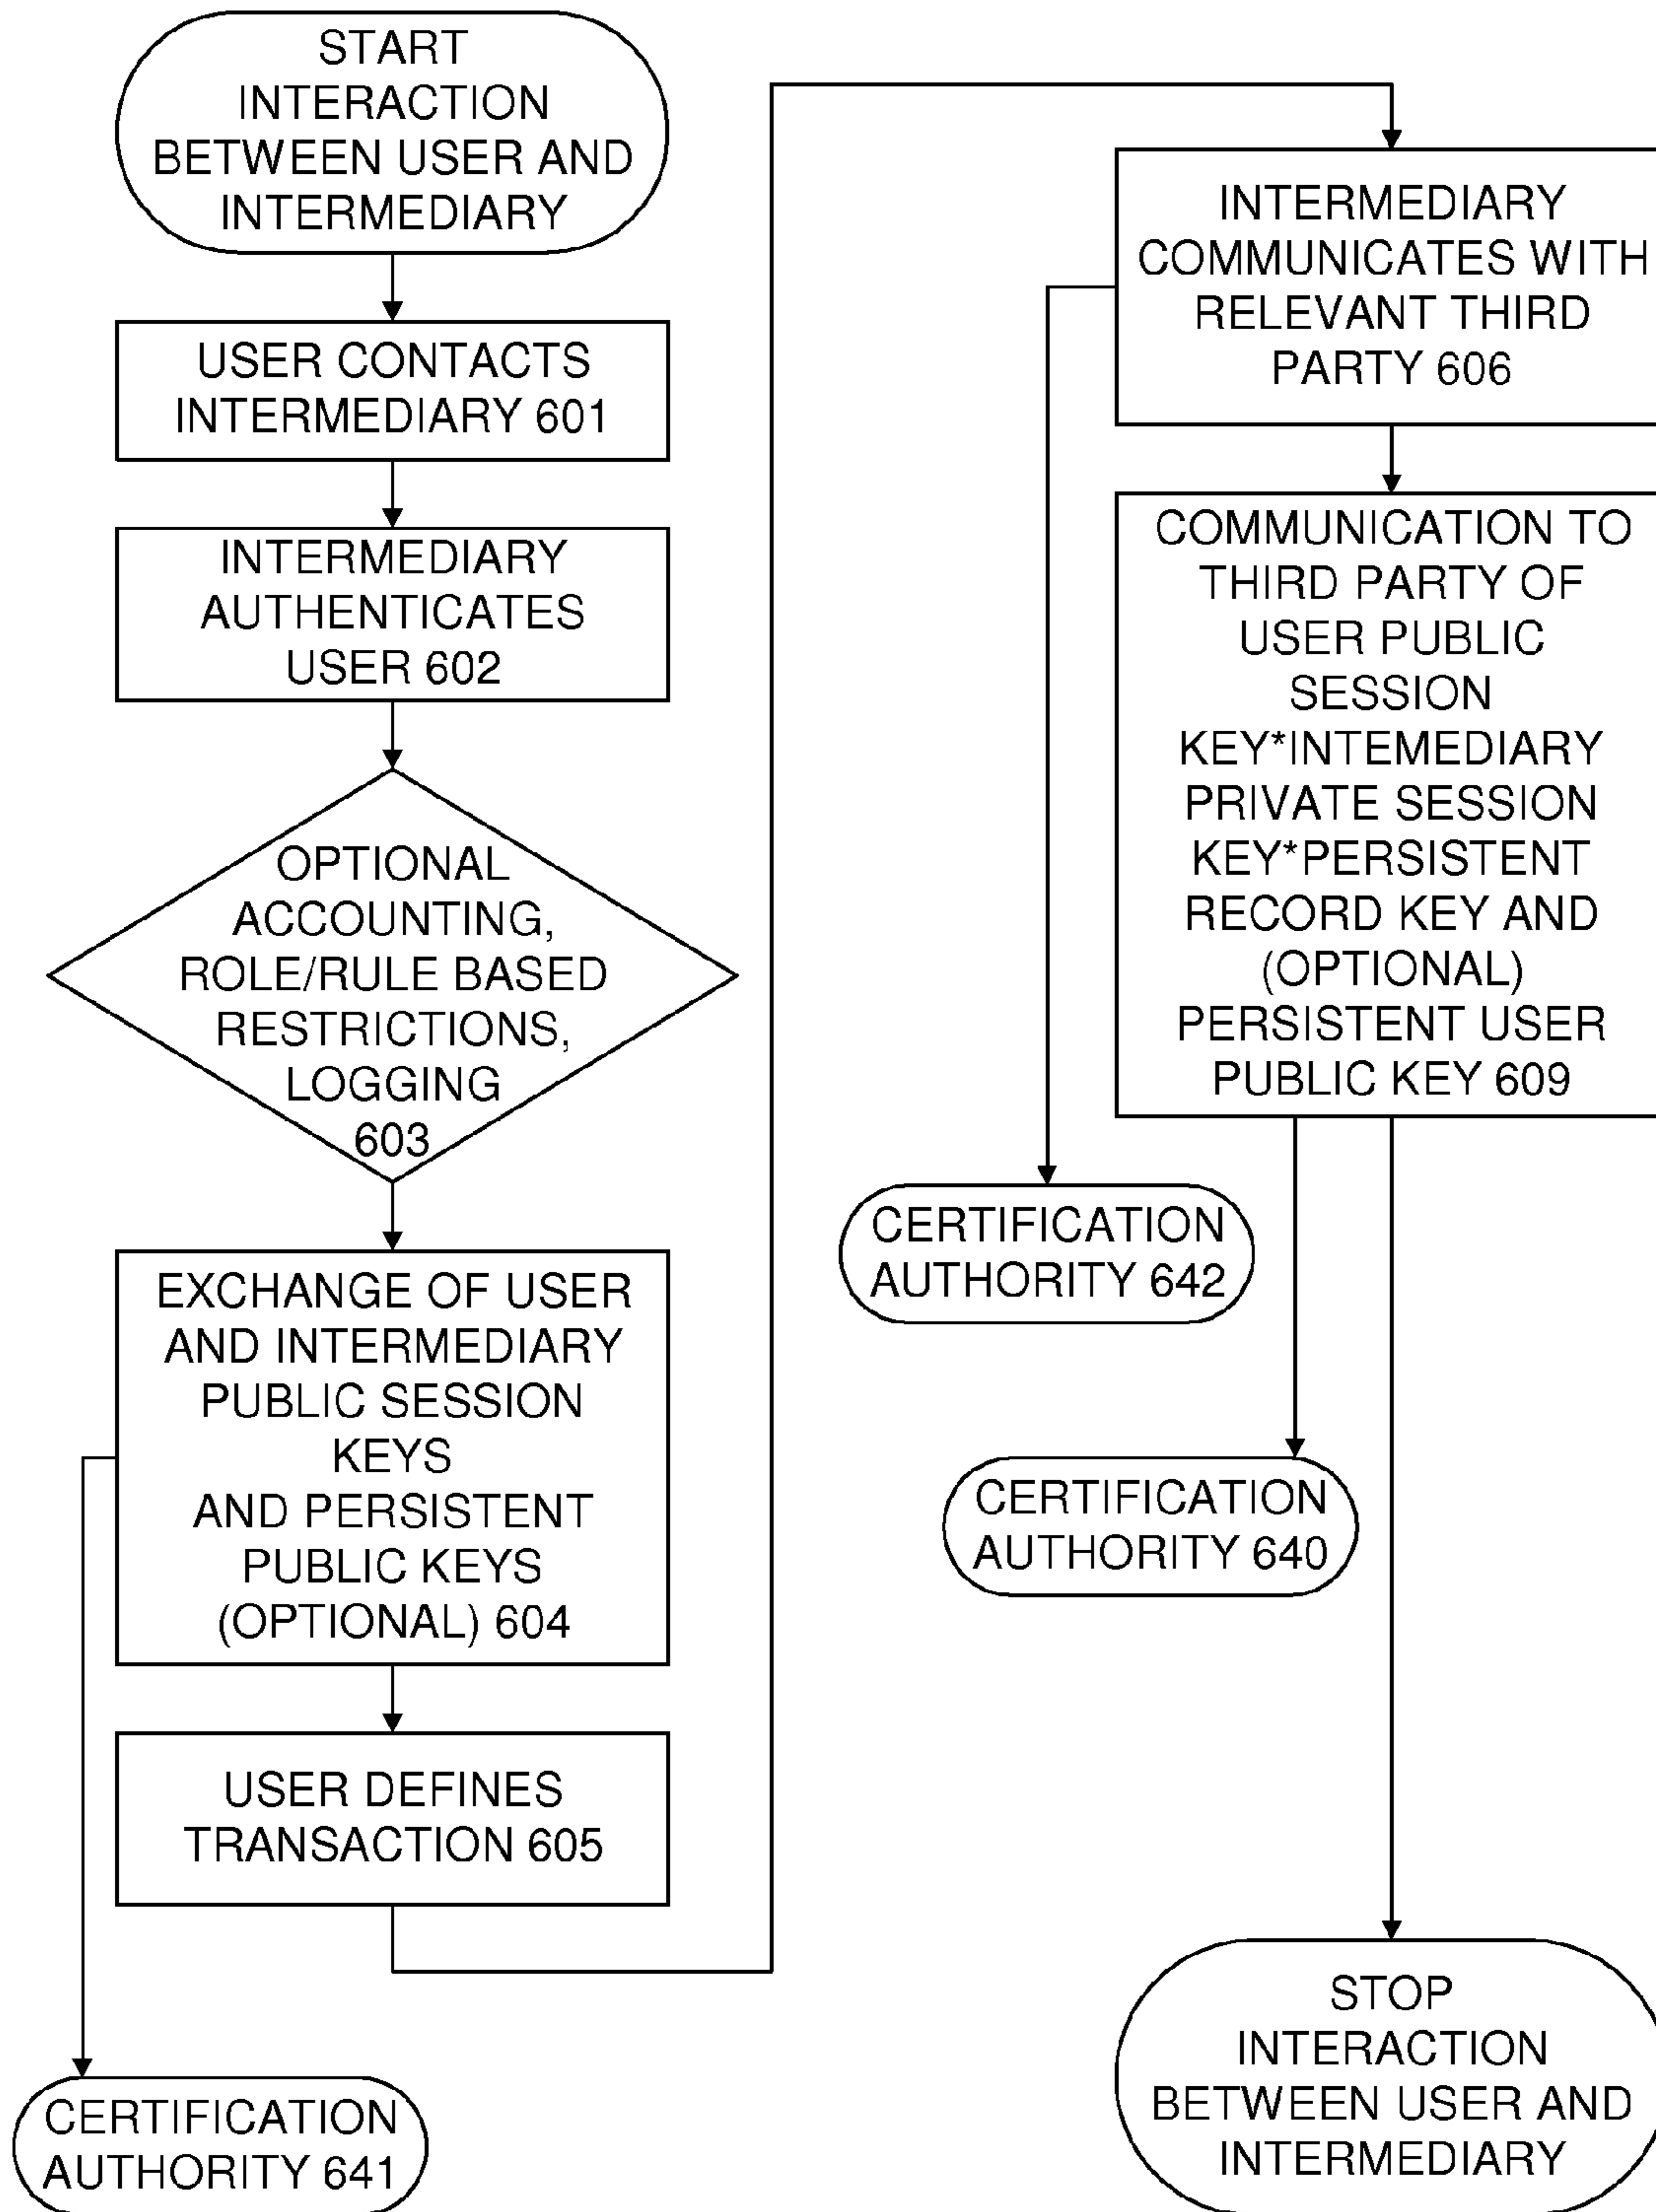 START
INTERACTION
BETWEEN USER AND
INTERMEDIARY
USER CONTACTS
INTERMEDIARY 601
INTERMEDIARY
AUTHENTICATES
USER 602
OPTIONAL
ACCOUNTING,
ROLE/RULE BASED
RESTRICTIONS,
LOGGING
603
EXCHANGE OF USER
AND INTERMEDIARY
PUBLIC SESSION
KEYS
AND PERSISTENT
PUBLIC KEYS
(OPTIONAL) 604
USER DEFINES
TRANSACTION 605
CERTIFICATION
AUTHORITY 641
INTERMEDIARY
COMMUNICATES WITH
RELEVANT THIRD
PARTY 606
COMMUNICATION TO
THIRD PARTY OF
USER PUBLIC
SESSION
KEY*INTEMEDIARY
PRIVATE SESSION
KEY*PERSISTENT
RECORD KEY AND
(OPTIONAL)
PERSISTENT USER
PUBLIC KEY 609
CERTIFICATION
AUTHORITY 642
CERTIFICATION
AUTHORITY 640
STOP
INTERACTION
BETWEEN USER AND
INTERMEDIARY